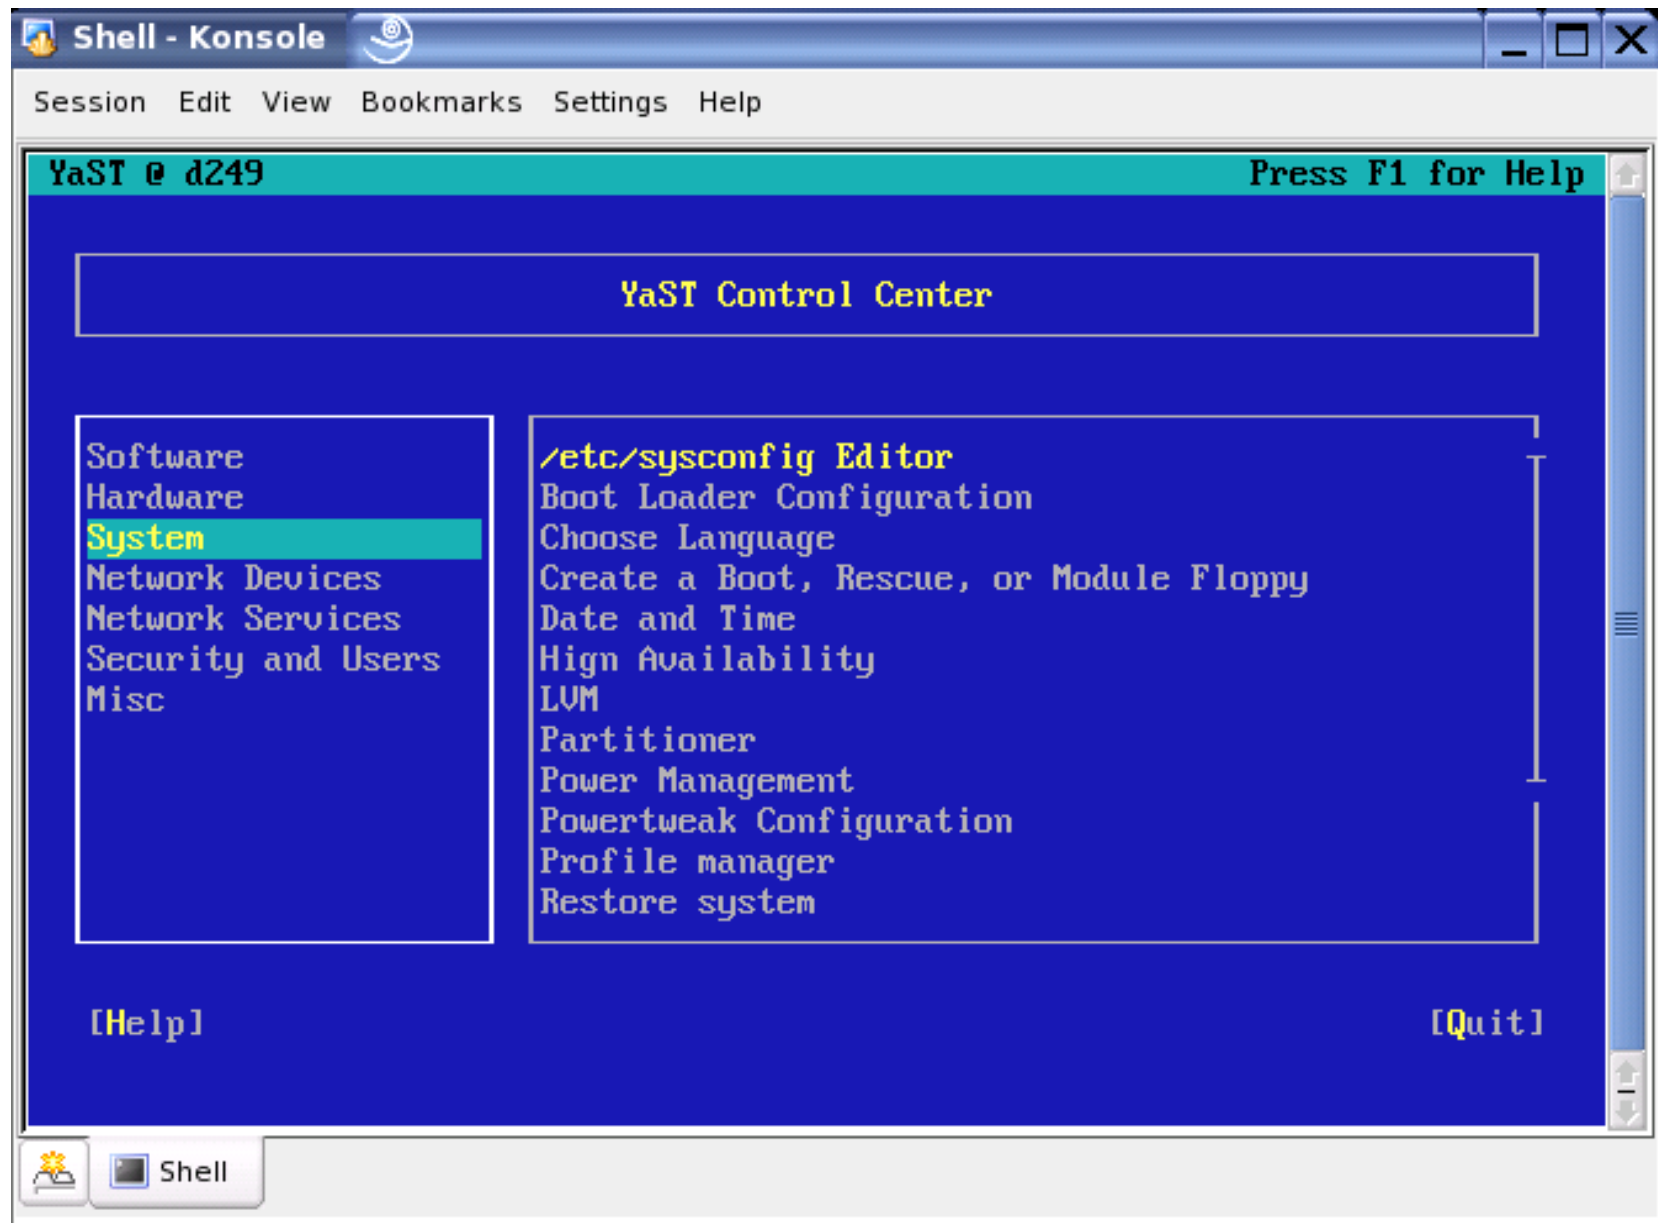 Shell - Konsole
Session Edit View Bookmarks Settings Help
YaST @ d249 Press F1 for Help
YaST Control Center
Software
Hardware
System
Network Devices
Network Services
Security and Users
Misc
/etc/sysconfig Editor
Boot Loader Configuration
Choose Language
Create a Boot, Rescue, or Module Floppy
Date and Time
Hign Availability
LVM
Partitioner
Power Management
Powertweak Configuration
Profile manager
Restore system
[Help] [Quit]
Shell